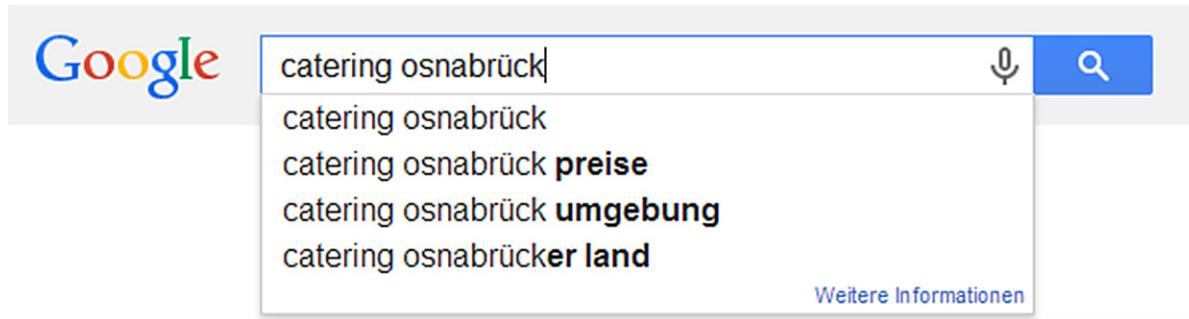 Google
catering osnabrück
catering osnabrück
catering osnabrück preise
catering osnabrück umgebung
catering osnabrücker land
Weitere Informationen